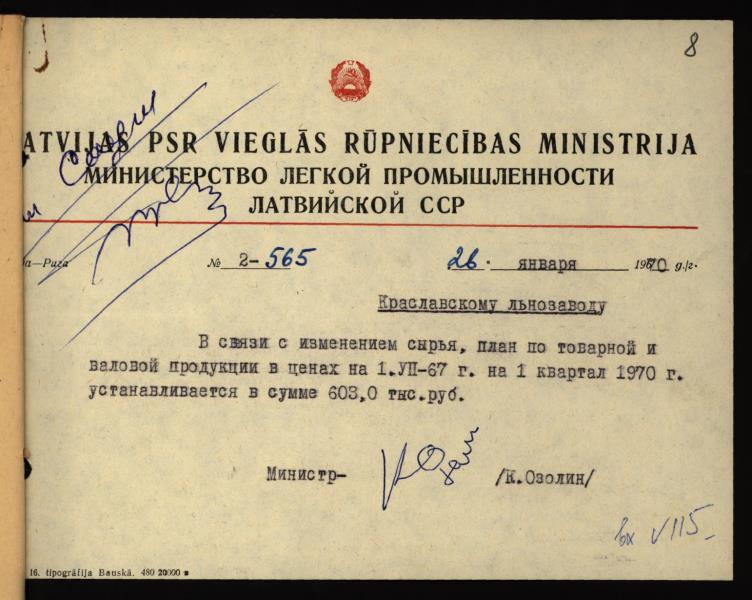 8
ATVIJAS PSR VIEGLĀS RŪPNIECĪBAS MINISTRIJA
МИНИСТЕРСТВО ЛЕГКОЙ ПРОМЫШЛЕННОСТИ
ЛАТВИЙСКОЙ ССР
а—Рига № 2-565 26. января 1970 g./г.
Краславскому льнозаводу
В связи с изменением сырья, план по товарной и
валовой продукции в ценах на 1.УП-67 г. на 1 квартал 1970 г.
устанавливается в сумме 603,0 тыс.руб.
Министр- /К.Озолин/
Вх V 115
16. tipogrāfija Bauskā. 480 20000 в